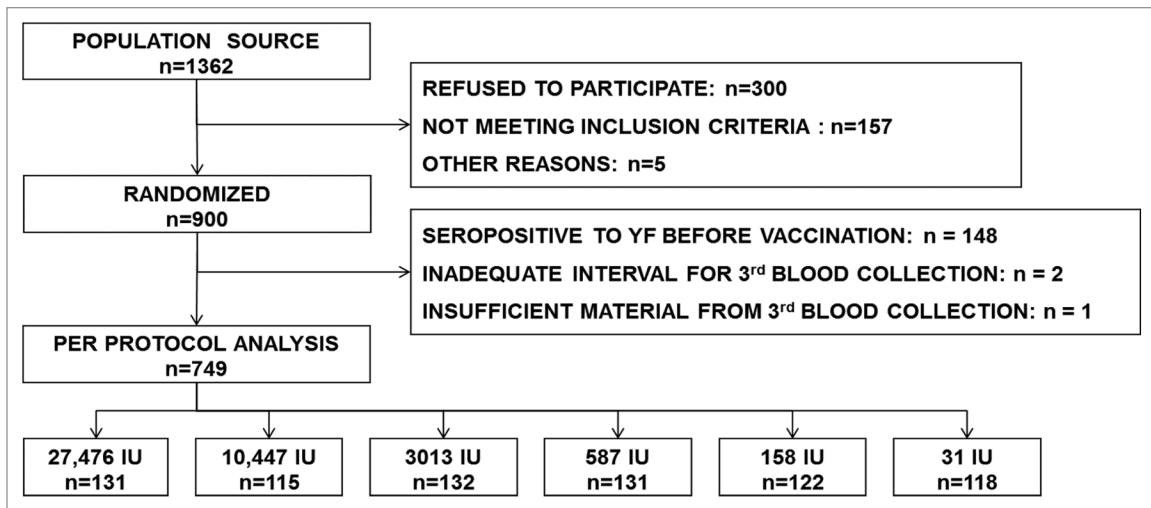 POPULATION SOURCE
n=1362
REFUSED TO PARTICIPATE: n=300
NOT MEETING INCLUSION CRITERIA : n=157
OTHER REASONS: n=5
RANDOMIZED
n=900
SEROPOSITIVE TO YF BEFORE VACCINATION: n = 148
INADEQUATE INTERVAL FOR 3rd BLOOD COLLECTION: n = 2
INSUFFICIENT MATERIAL FROM 3rd BLOOD COLLECTION: n = 1
PER PROTOCOL ANALYSIS
n=749
27,476 IU
n=131
10,447 IU
n=115
3013 IU
n=132
587 IU
n=131
158 IU
n=122
31 IU
n=118